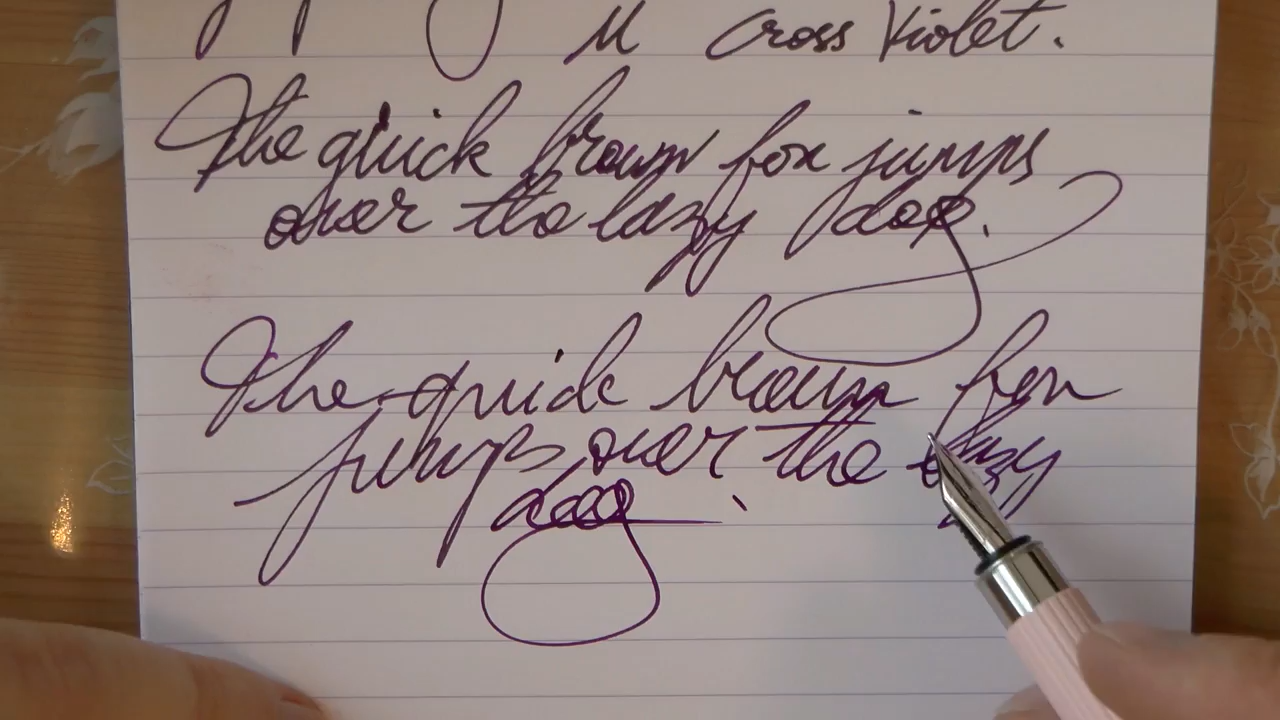 M Cross Violet.
The quick brown fox jumps
over the lazy dog.
The quick brown fox
jumps over the lazy
dog.